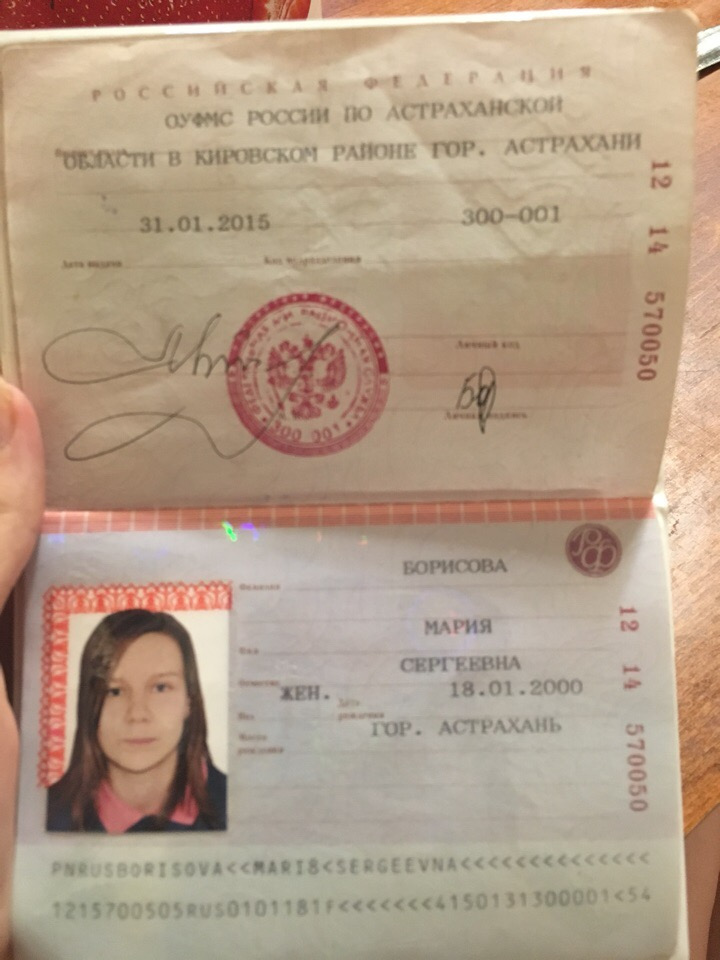 РОССИЙСКАЯ ФЕДЕРАЦИЯ
ОУФМС РОССИИ ПО АСТРАХАНСКОЙ
ОБЛАСТИ В КИРОВСКОМ РАЙОНЕ ГОР. АСТРАХАНИ
31.01.2015 300-001
Дата выдачи Код подразделения
12 14 570050
Личный код
Личная подпись
300 001
БОРИСОВА
Фамилия
МАРИЯ
Имя
СЕРГЕЕВНА
Отчество
ЖЕН. 18.01.2000
Пол Дата рождения
ГОР. АСТРАХАНЬ
Место рождения
12 14 570050
PNRUSBORISOVA<<MARI8<SERGEEVNA<<<<<<<<<<<<<<
1215700505RUS0101181F<<<<<<<4150131300001<54